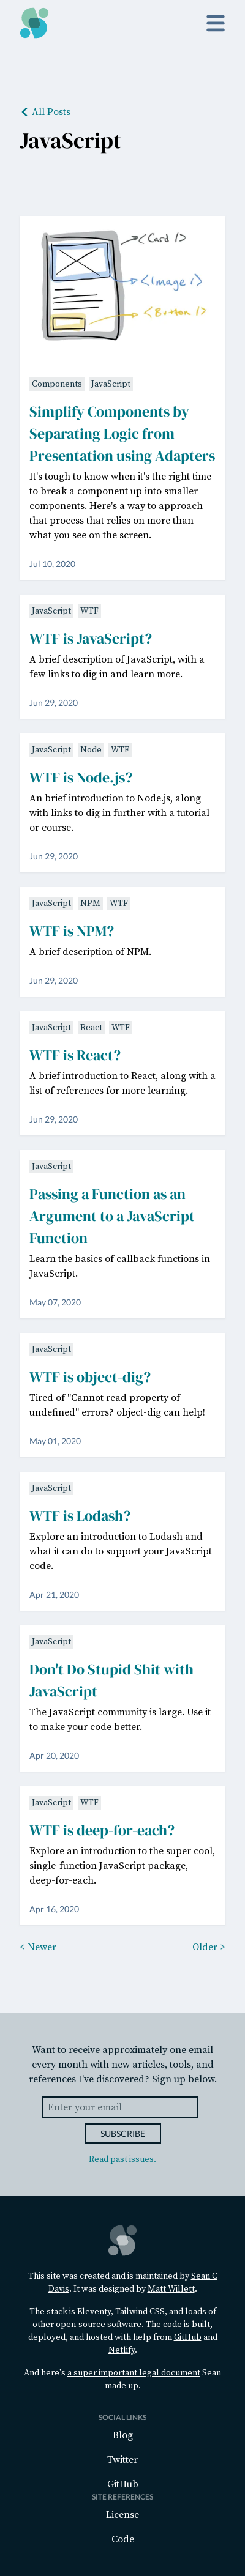 All Posts
JavaScript
<Card />
<Image />
<Button />
Components JavaScript
Simplify Components by
Separating Logic from
Presentation using Adapters
It's tough to know when it's the right time
to break a component up into smaller
components. Here's a way to approach
that process that relies on more than
what you see on the screen.
Jul 10, 2020
JavaScript WTF
WTF is JavaScript?
A brief description of JavaScript, with a
few links to dig in and learn more.
Jun 29, 2020
JavaScript Node WTF
WTF is Node.js?
An brief introduction to Node.js, along
with links to dig in further with a tutorial
or course.
Jun 29, 2020
JavaScript NPM WTF
WTF is NPM?
A brief description of NPM.
Jun 29, 2020
JavaScript React WTF
WTF is React?
A brief introduction to React, along with a
list of references for more learning.
Jun 29, 2020
JavaScript
Passing a Function as an
Argument to a JavaScript
Function
Learn the basics of callback functions in
JavaScript.
May 07, 2020
JavaScript
WTF is object-dig?
Tired of "Cannot read property of
undefined" errors? object-dig can help!
May 01, 2020
JavaScript
WTF is Lodash?
Explore an introduction to Lodash and
what it can do to support your JavaScript
code.
Apr 21, 2020
JavaScript
Don't Do Stupid Shit with
JavaScript
The JavaScript community is large. Use it
to make your code better.
Apr 20, 2020
JavaScript WTF
WTF is deep-for-each?
Explore an introduction to the super cool,
single-function JavaScript package,
deep-for-each.
Apr 16, 2020
< Newer Older >
Want to receive approximately one email
every month with new articles, tools, and
references I've discovered? Sign up below.
Enter your email
SUBSCRIBE
Read past issues.
This site was created and is maintained by Sean C
Davis. It was designed by Matt Willett.
The stack is Eleventy, Tailwind CSS, and loads of
other open-source software. The code is built,
deployed, and hosted with help from GitHub and
Netlify.
And here's a super important legal document Sean
made up.
SOCIAL LINKS
Blog
Twitter
GitHub
SITE REFERENCES
License
Code